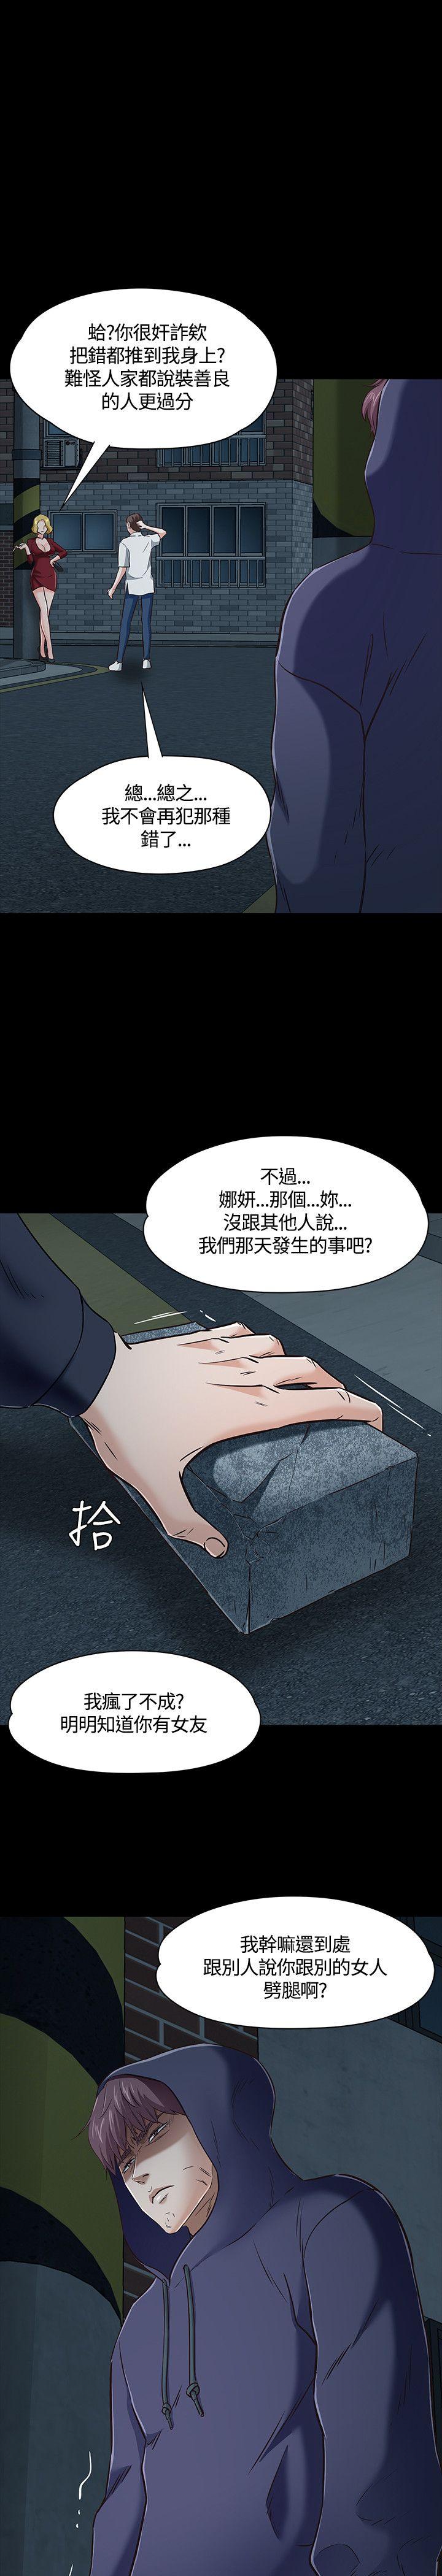 蛤?你很奸詐欸
把錯都推到我身上?
難怪人家都說裝善良
的人更過分
總...總之...
我不會再犯那種
錯了...
不過...
娜妍...那個...妳...
沒跟其他人說...
我們那天發生的事吧?
拾
我瘋了不成?
明明知道你有女友
我幹嘛還到處
跟別人說你跟別的女人
劈腿啊?